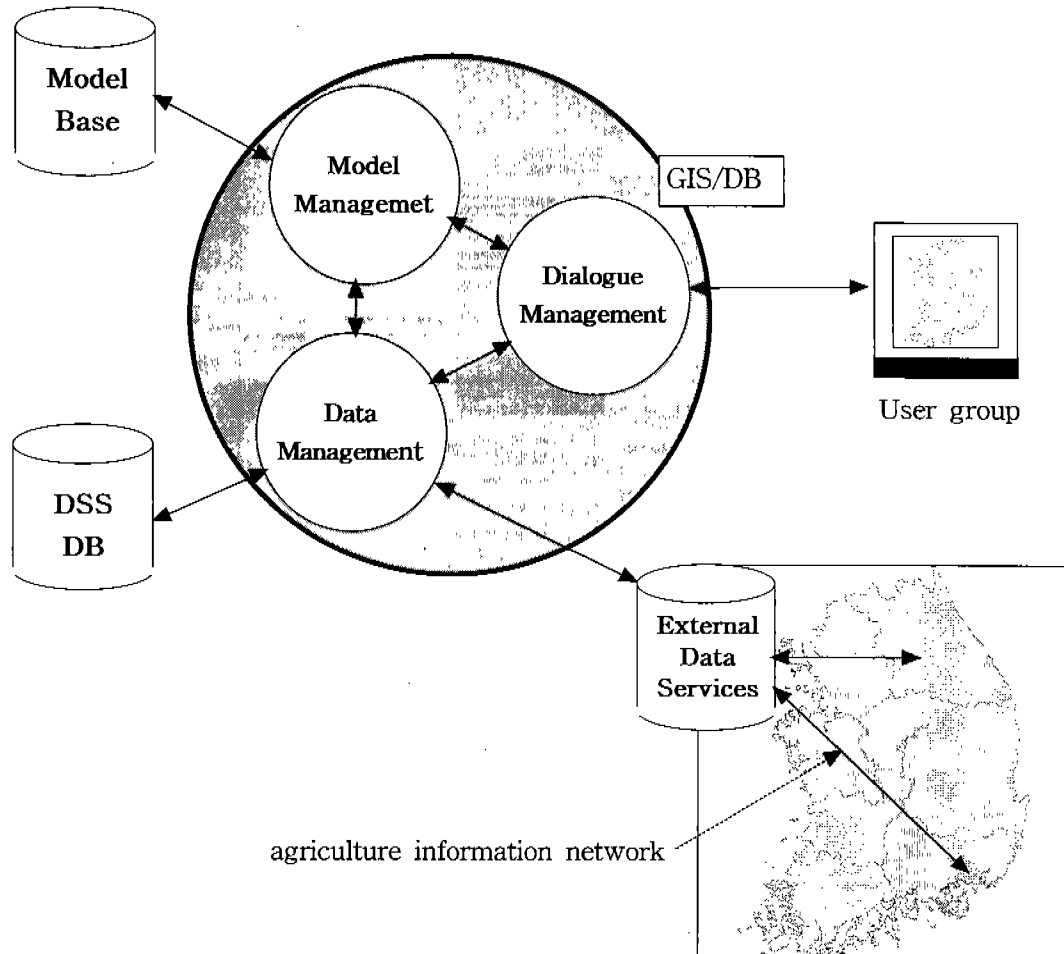 Model
Base
Model
Managemet
GIS/DB
Dialogue
Management
User group
Data
Management
DSS
DB
External
Data
Services
agriculture information network